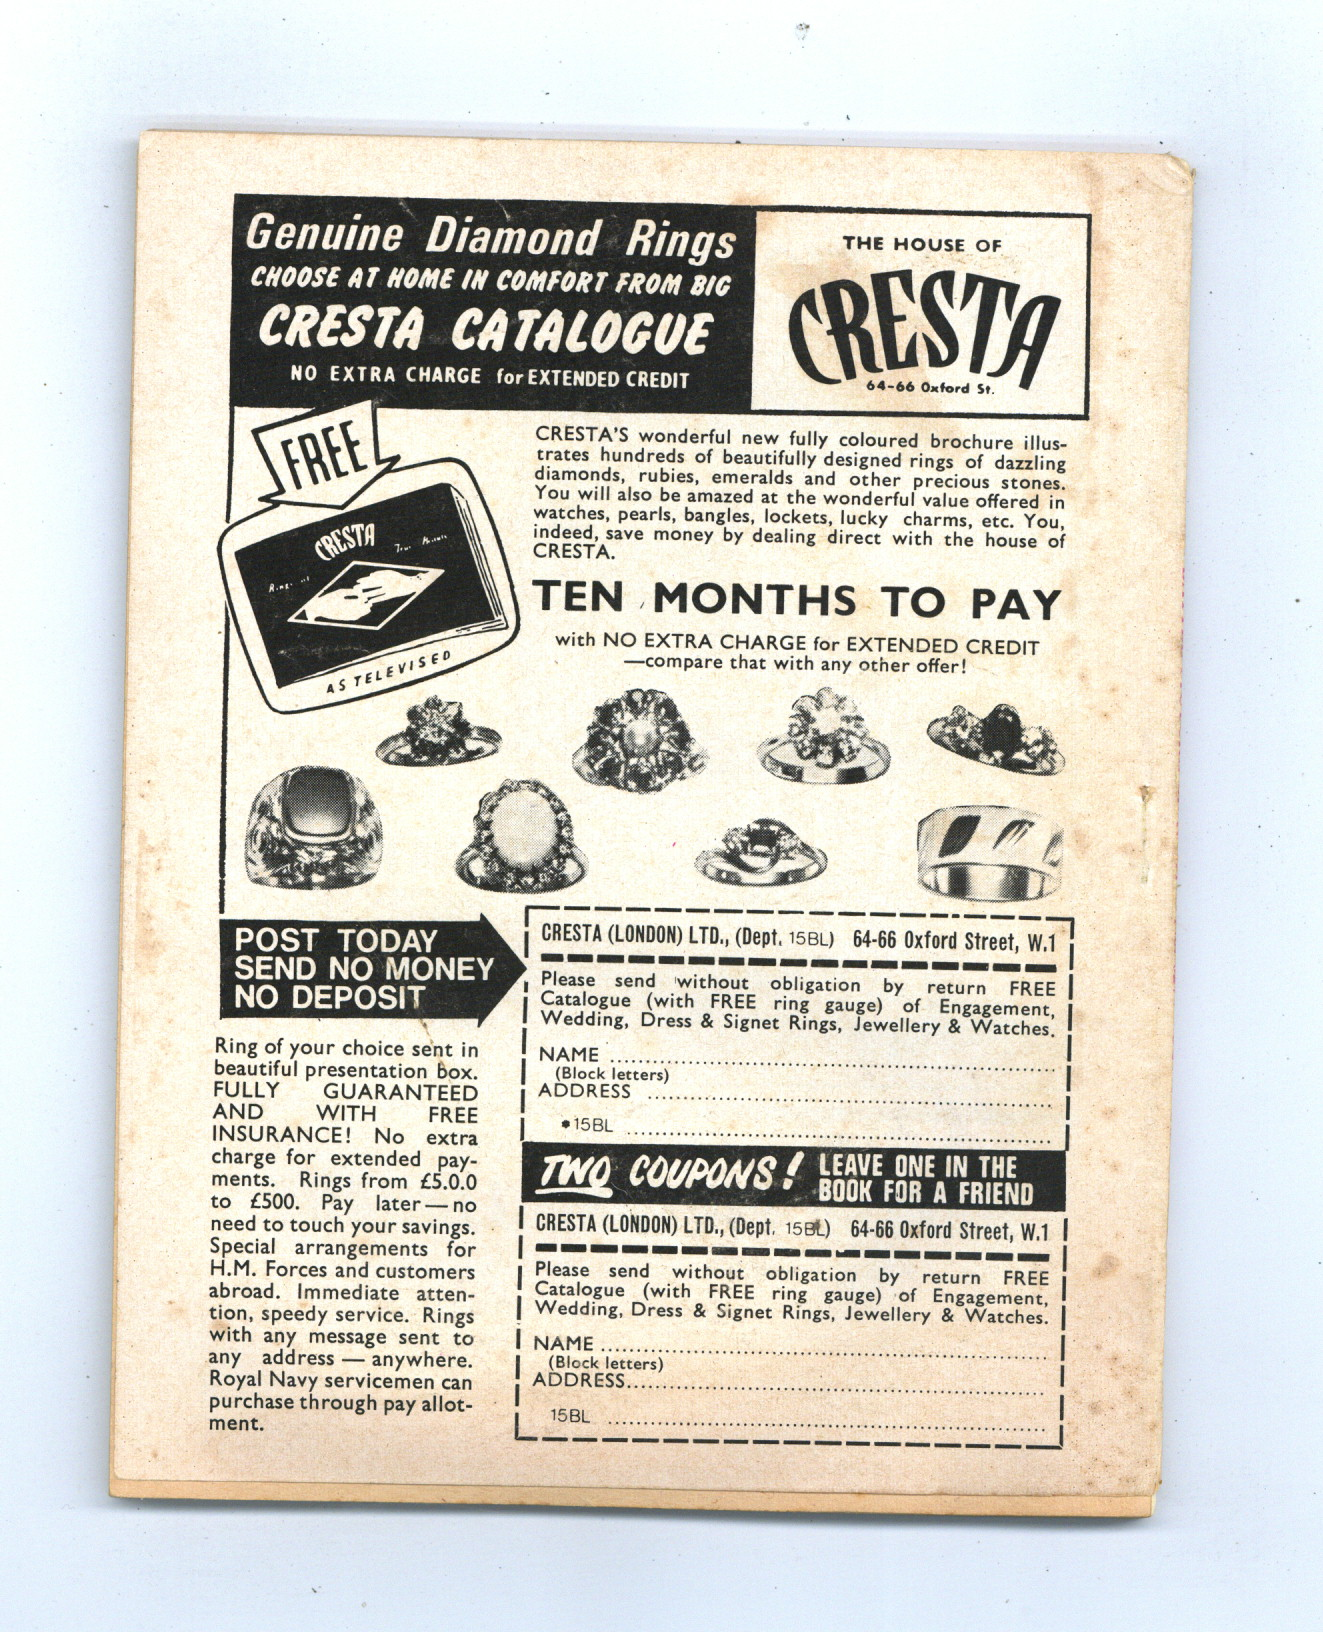 Genuine Diamond Rings
CHOOSE AT HOME IN COMFORT FROM BIG
CRESTA CATALOGUE
NO EXTRA CHARGE for EXTENDED CREDIT
THE HOUSE OF
CRESTA
64-66 Oxford St.
FREE
CRESTA
AS TELEVISED
CRESTA'S wonderful new fully coloured brochure illus-
trates hundreds of beautifully designed rings of dazzling
diamonds, rubies, emeralds and other precious stones.
You will also be amazed at the wonderful value offered in
watches, pearls, bangles, lockets, lucky charms, etc. You,
indeed, save money by dealing direct with the house of
CRESTA.
TEN MONTHS TO PAY
with NO EXTRA CHARGE for EXTENDED CREDIT
—compare that with any other offer!
POST TODAY
SEND NO MONEY
NO DEPOSIT
Ring of your choice sent in
beautiful presentation box.
FULLY GUARANTEED
AND WITH FREE
INSURANCE! No extra
charge for extended pay-
ments. Rings from £5.0.0
to £500. Pay later—no
need to touch your savings.
Special arrangements for
H.M. Forces and customers
abroad. Immediate atten-
tion, speedy service. Rings
with any message sent to
any address — anywhere.
Royal Navy servicemen can
purchase through pay allot-
ment.
CRESTA (LONDON) LTD., (Dept. 15BL) 64-66 Oxford Street, W.1
Please send without obligation by return FREE
Catalogue (with FREE ring gauge) of Engagement,
Wedding, Dress & Signet Rings, Jewellery & Watches.
NAME ........................................
(Block letters)
ADDRESS ........................................
*15BL ........................................
TWO COUPONS! LEAVE ONE IN THE
BOOK FOR A FRIEND
CRESTA (LONDON) LTD., (Dept. 15BL) 64-66 Oxford Street, W.1
Please send without obligation by return FREE
Catalogue (with FREE ring gauge) of Engagement,
Wedding, Dress & Signet Rings, Jewellery & Watches.
NAME ........................................
(Block letters)
ADDRESS........................................
15BL ........................................